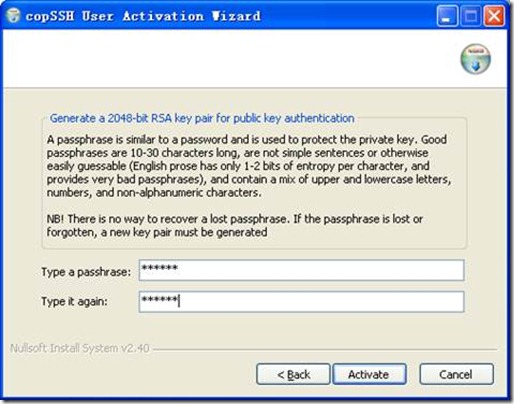 copSSH User Activation Wizard
Generate a 2048-bit RSA key pair for public key authentication
A passphrase is similar to a password and is used to protect the private key. Good
passphrases are 10-30 characters long, are not simple sentences or otherwise
easily guessable (English prose has only 1-2 bits of entropy per character, and
provides very bad passphrases), and contain a mix of upper and lowercase letters,
numbers, and non-alphanumeric characters.
NB! There is no way to recover a lost passphrase. If the passphrase is lost or
forgotten, a new key pair must be generated
Type a passhrase: ******
Type it again: ******
Nullsoft Install System v2.40
< Back Activate Cancel